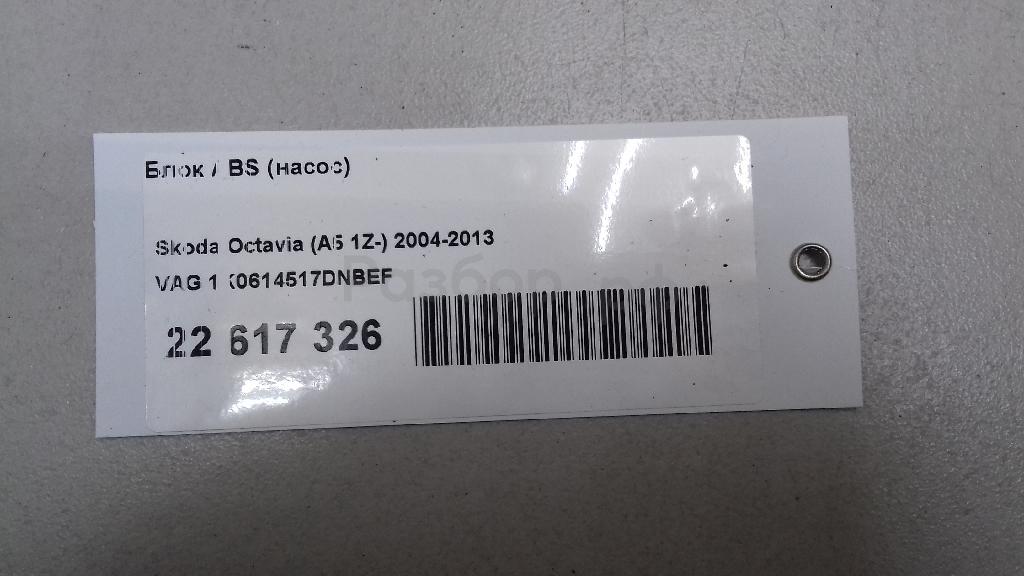 Блок ABS (насос)
Skoda Octavia (A5 1Z-) 2004-2013
VAG 1K0614517DNBEF
22 617 326